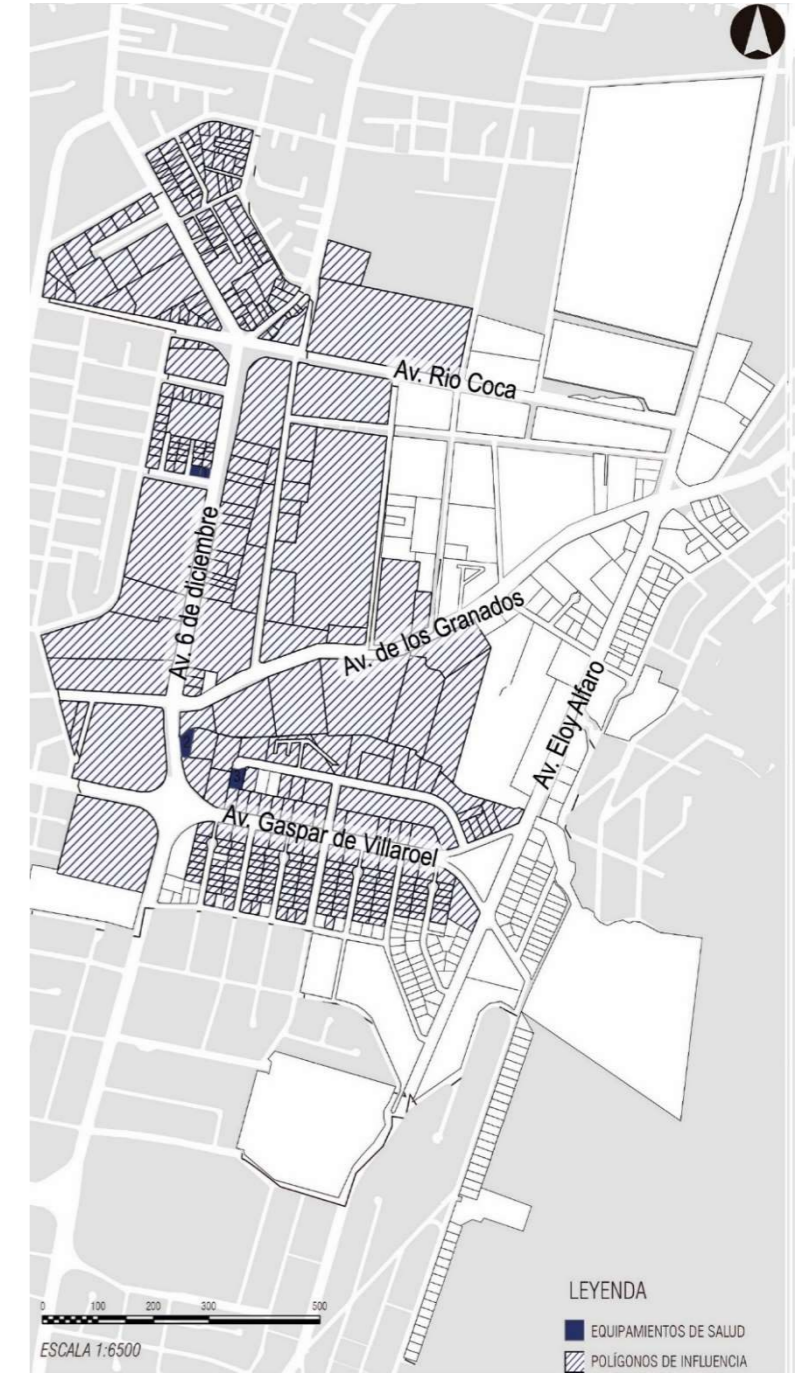 Av. Rio Coca
Av. 6 de diciembre
Av. de los Granados
Av. Eloy Alfaro
Av. Gaspar de Villaroel
LEYENDA
0 100 200 300 500
EQUIPAMIENTOS DE SALUD
ESCALA 1:6500
POLÍGONOS DE INFLUENCIA